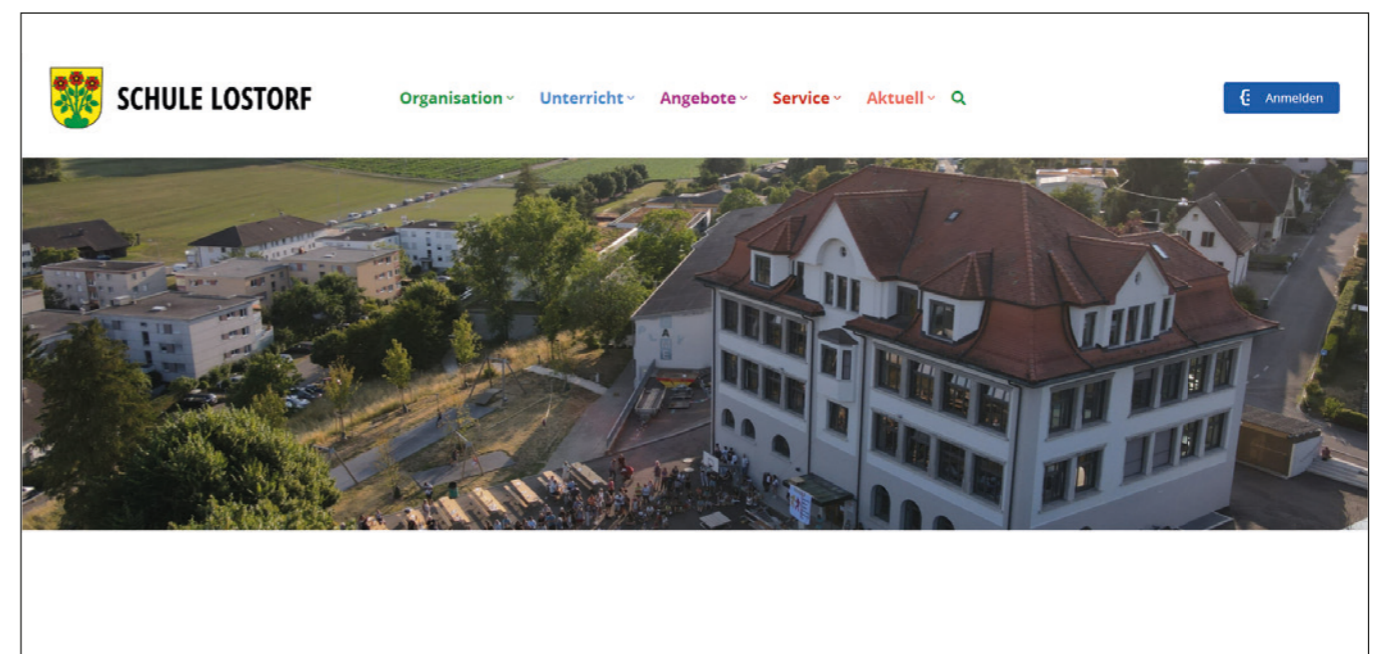 SCHULE LOSTORF
Organisation Unterricht Angebote Service Aktuell
Anmelden
A